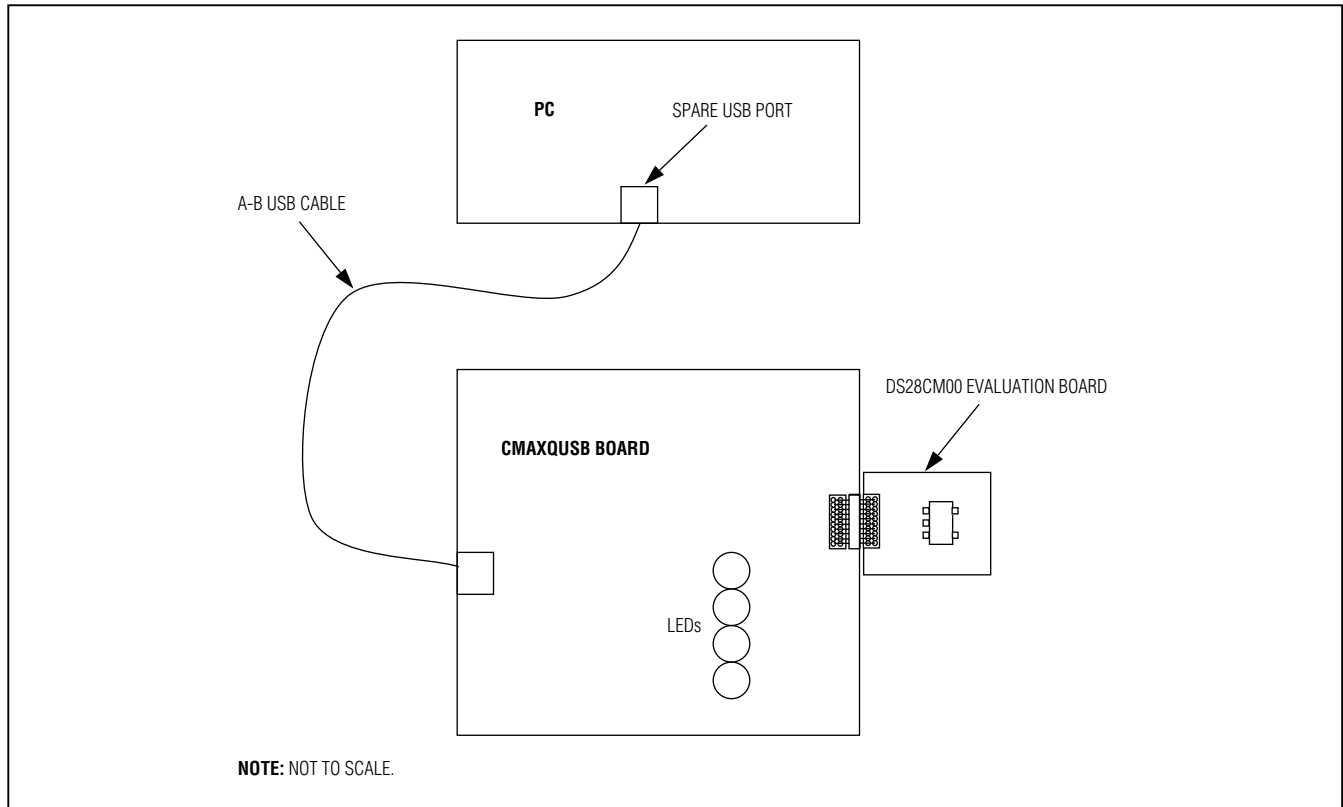 PC
SPARE USB PORT
A-B USB CABLE
DS28CM00 EVALUATION BOARD
CMAXQUSB BOARD
LEDs
NOTE: NOT TO SCALE.